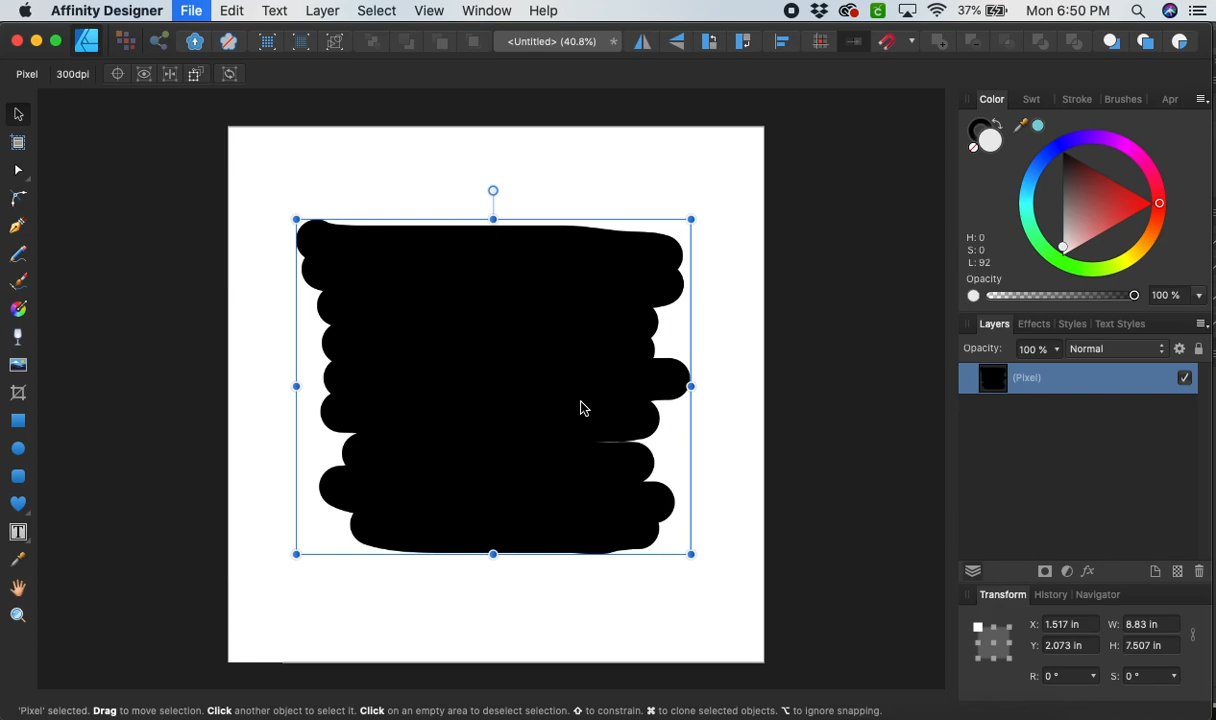 Affinity Designer File Edit Text Layer Select View Window Help 37% Mon 6:50 PM
<Untitled> (40.8%) *
Pixel 300dpi
Color Swt Stroke Brushes Apr
H: 0
S: 0
L: 92
Opacity
100 %
Layers Effects Styles Text Styles
Opacity: 100 % Normal
(Pixel)
fx
Transform History Navigator
X: 1.517 in W: 8.83 in
Y: 2.073 in H: 7.507 in
R: 0 ° S: 0 °
'Pixel' selected. Drag to move selection. Click another object to select it. Click on an empty area to deselect selection. ⇧ to constrain. ⌘ to clone selected objects. ⌥ to ignore snapping.